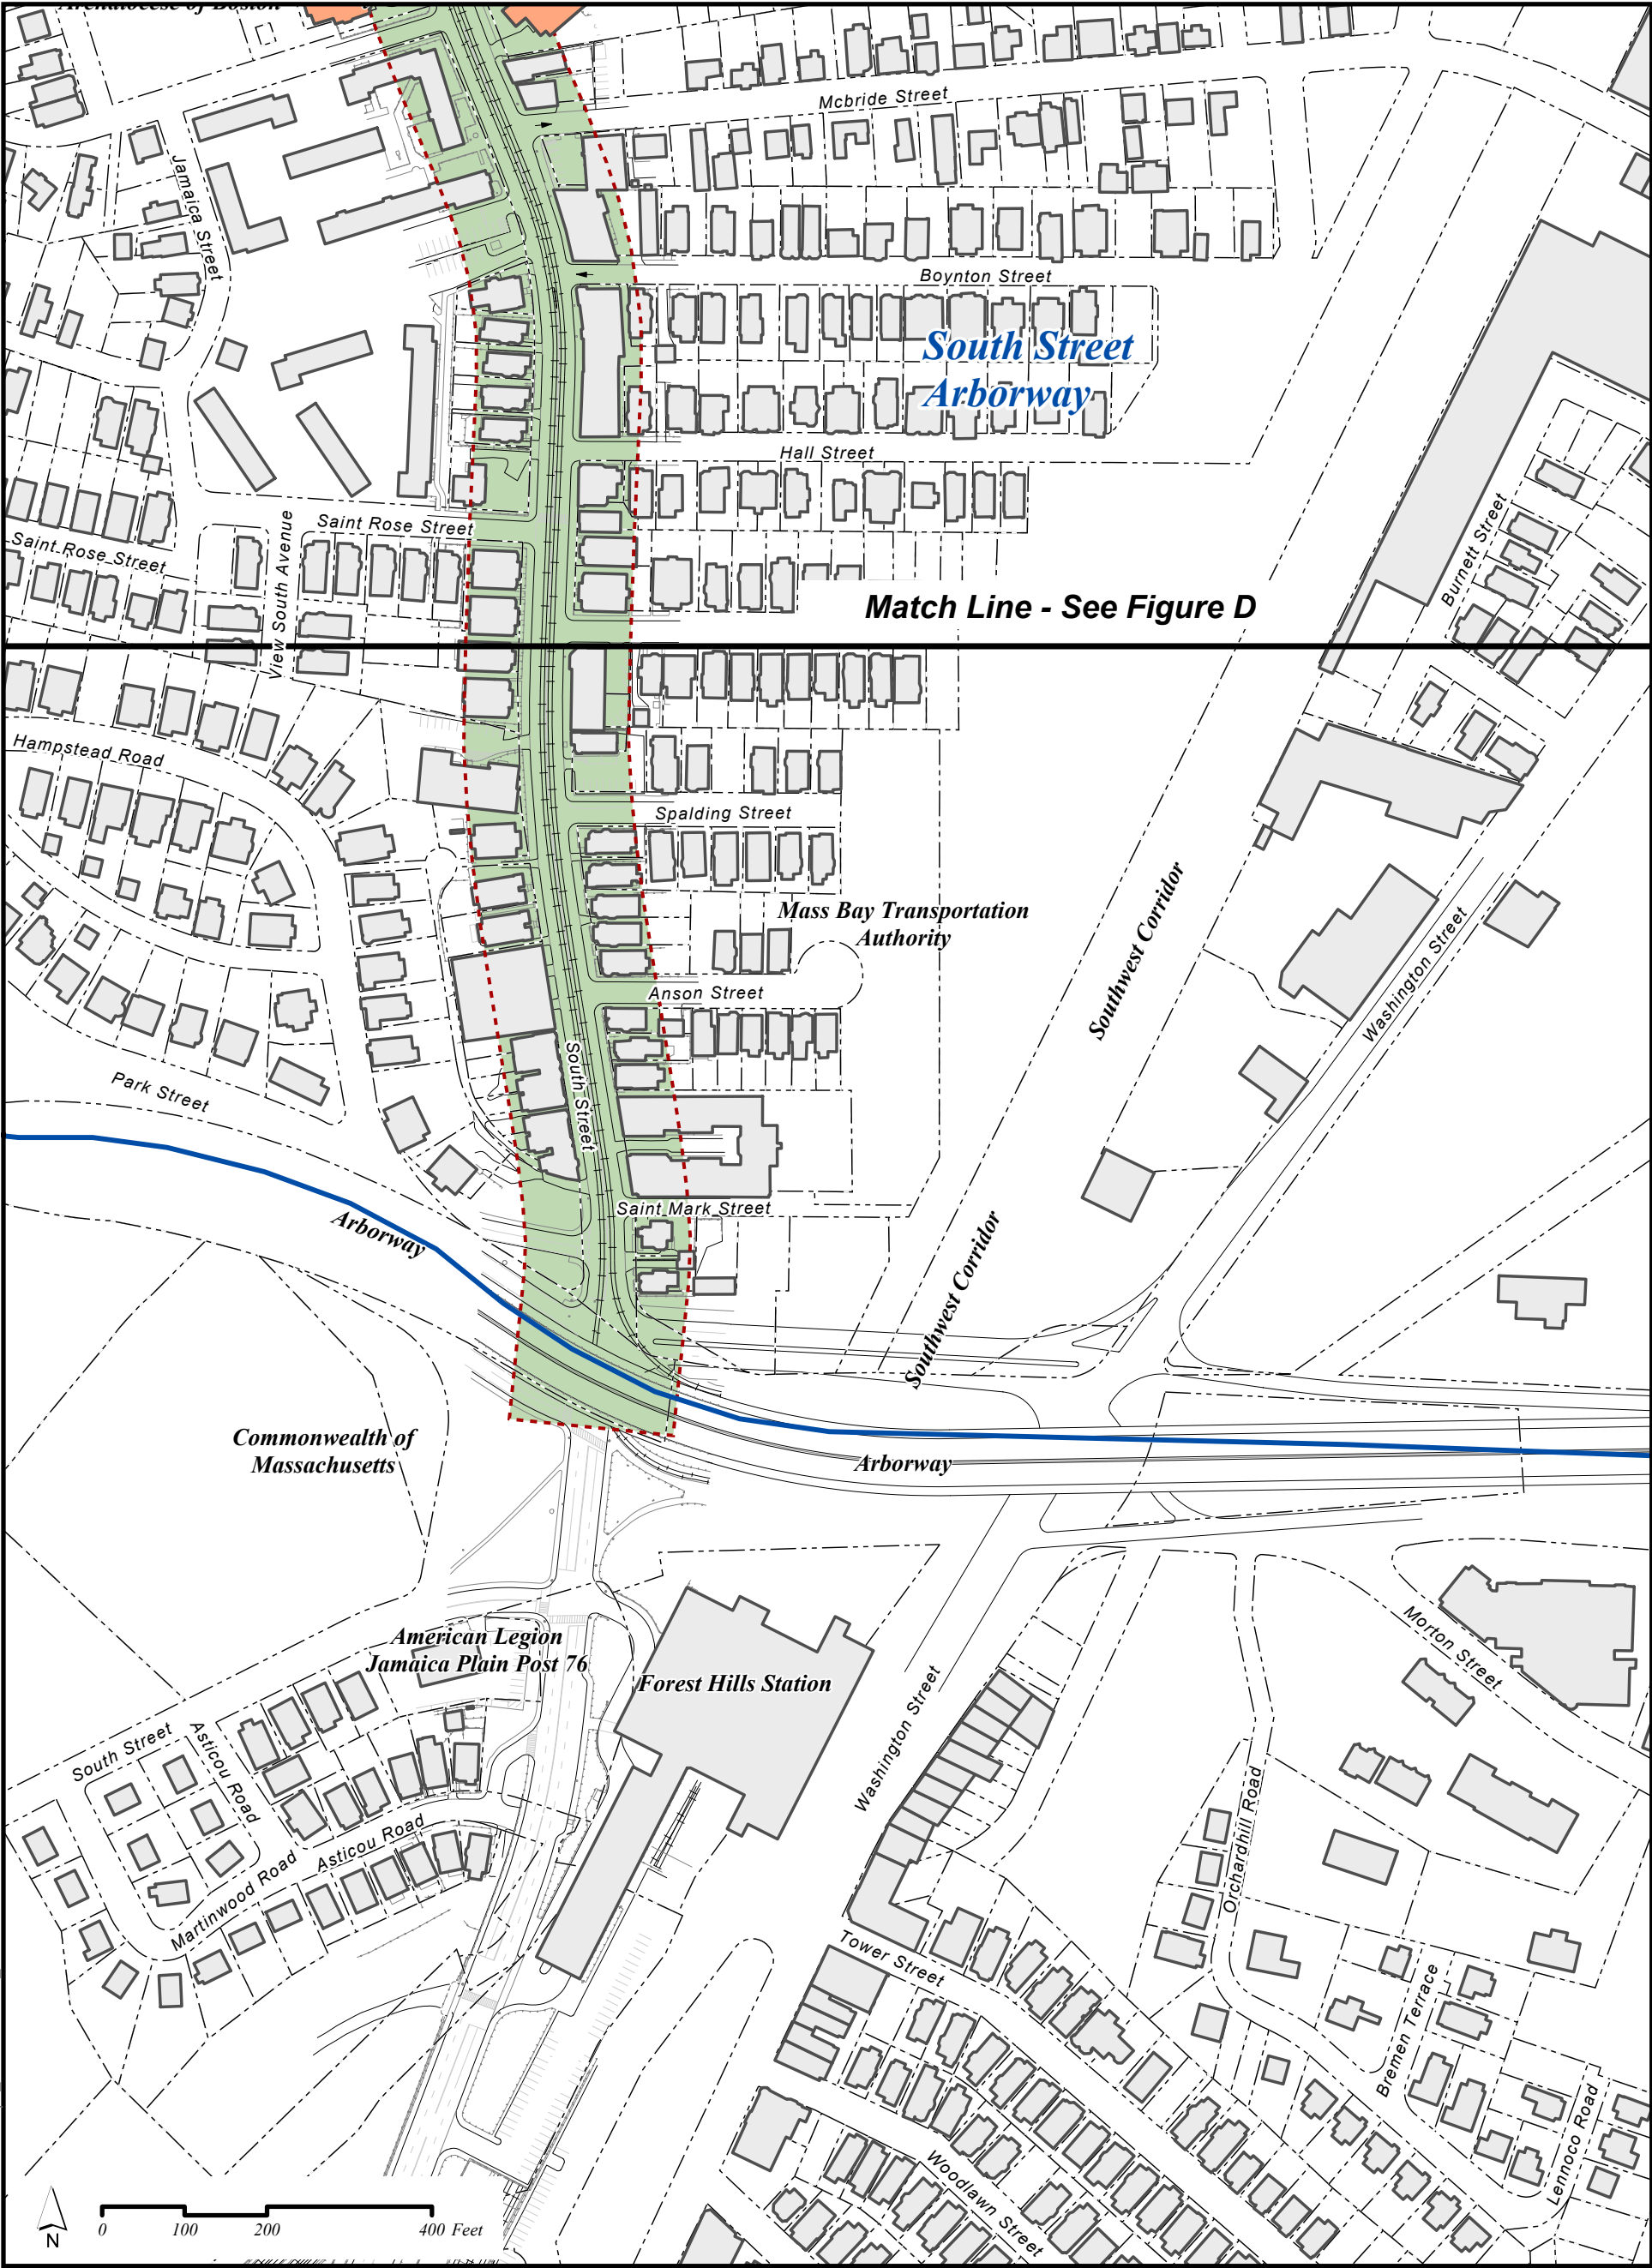 Archdiocese of Boston
Mcbride Street
Jamaica Street
Boynton Street
South Street
Arborway
Hall Street
Saint Rose Street
View South Avenue
Saint Rose Street
Burnett Street
Match Line - See Figure D
Hampstead Road
Spalding Street
Mass Bay Transportation
Authority
Southwest Corridor
Washington Street
Anson Street
South Street
Park Street
Saint Mark Street
Arborway
Southwest Corridor
Commonwealth of
Massachusetts
Arborway
American Legion
Jamaica Plain Post 76
Forest Hills Station
Morton Street
Washington Street
South Street
Asticou Road
Asticou Road
Martinwood Road
Orchardhill Road
Tower Street
Bremen Terrace
Lennoco Road
Woodlawn Street
N
0 100 200 400 Feet